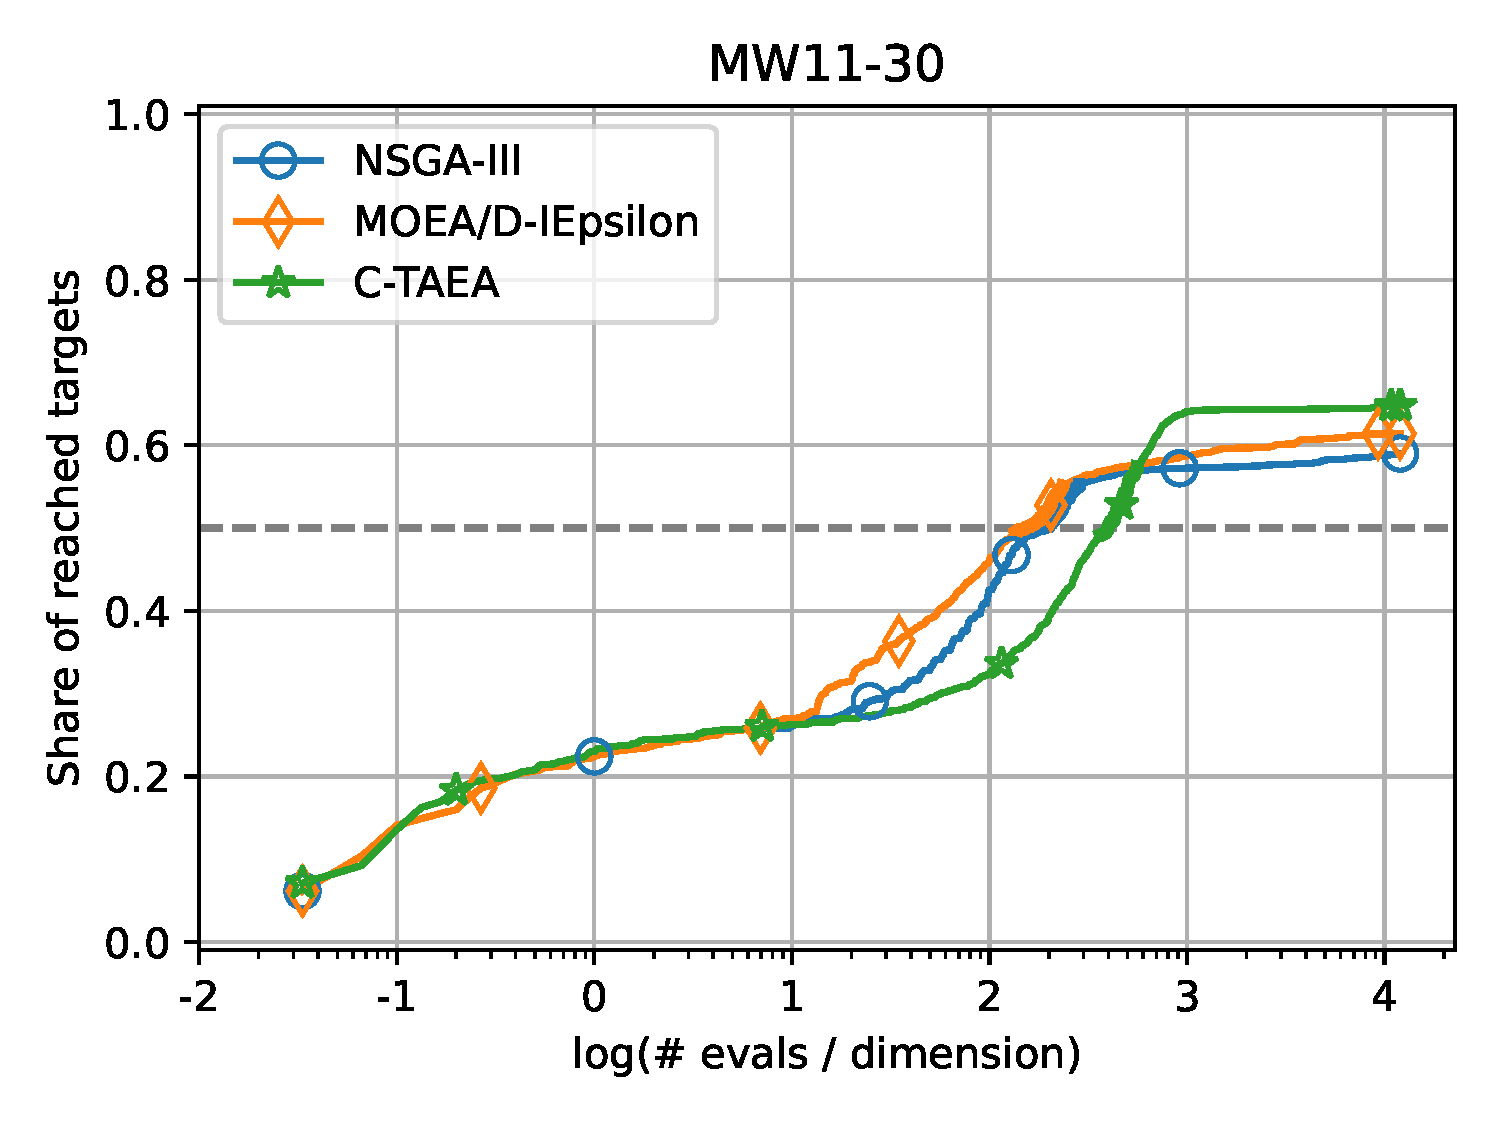 MW11-30
NSGA-III
MOEA/D-IEpsilon
C-TAEA
Share of reached targets
1.0
0.8
0.6
0.4
0.2
0.0
-2 -1 0 1 2 3 4
log(# evals / dimension)